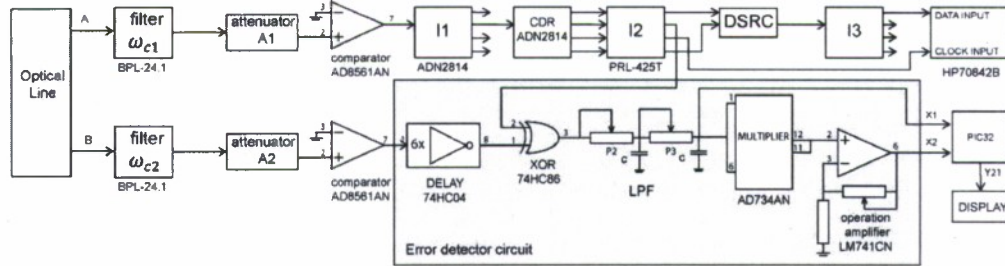 A
filter
ωc1
BPL-24.1
attenuator
A1
3
2
7
comparator
AD8561AN
I1
ADN2814
CDR
ADN2814
I2
PRL-425T
DSRC
I3
DATA INPUT
CLOCK INPUT
HP70842B
Optical
Line
B
filter
ωc2
BPL-24.1
attenuator
A2
3
2
7
comparator
AD8561AN
6x
6
DELAY
74HC04
2
1
3
XOR
74HC86
P2
C
P3
C
LPF
1
6
MULTIPLIER
12
11
AD734AN
2
3
6
operation
amplifier
LM741CN
X1
X2
PIC32
Y21
DISPLAY
Error detector circuit